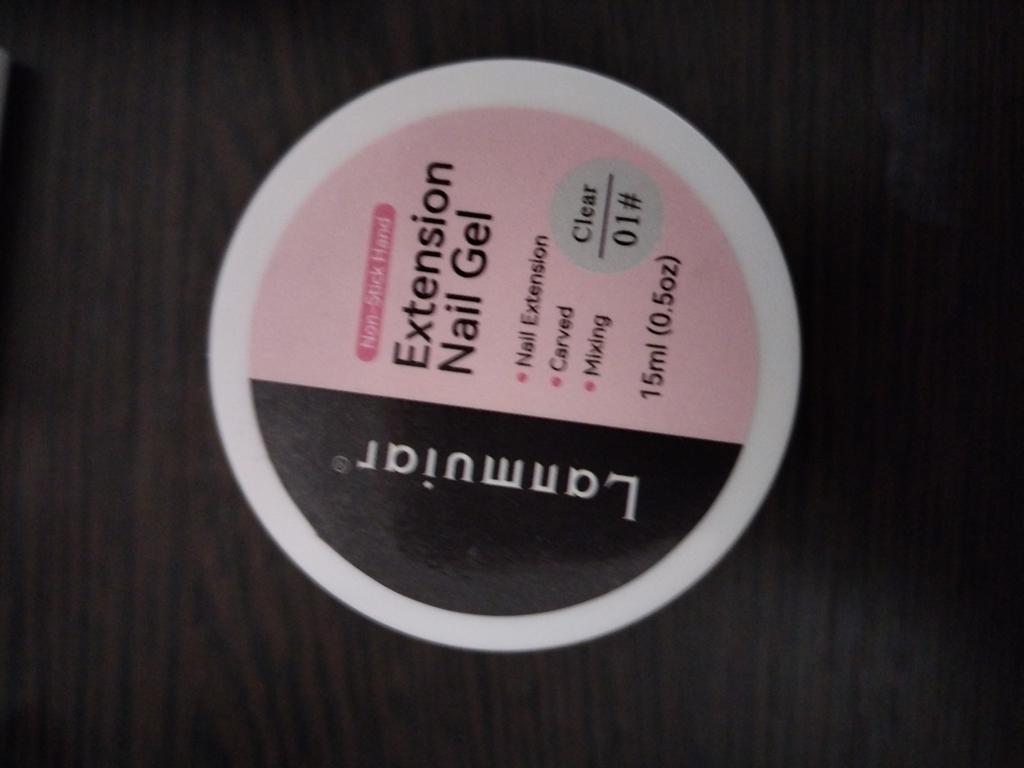 Non-Stick Hand
Extension
Nail Gel
• Nail Extension
• Carved
• Mixing
Clear
01#
15ml (0.5oz)
Lanmuiar®